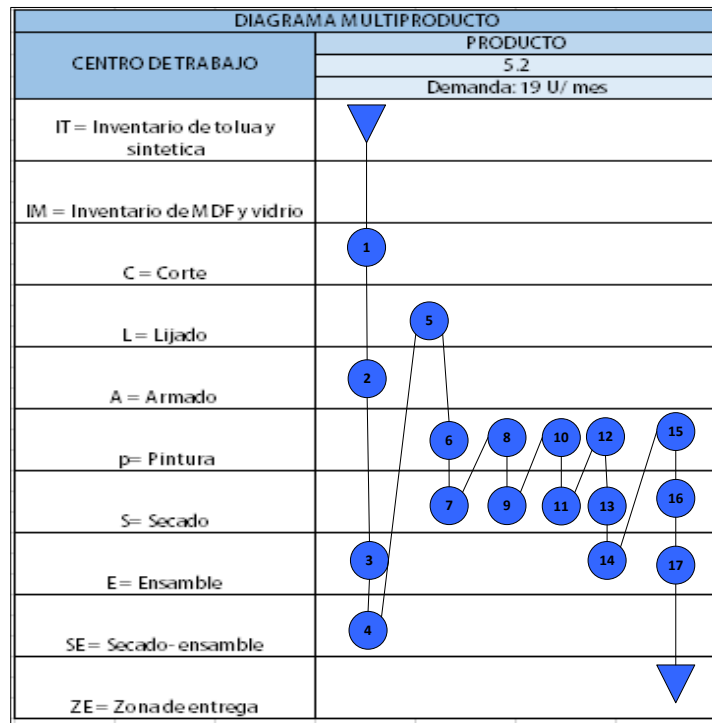 DIAGRAMA MULTIPRODUCTO
CENTRO DE TRABAJO
PRODUCTO
5.2
Demanda: 19 U/ mes
IT = Inventario de tolua y
sintetica
IM = Inventario de MDF y vidrio
1
C = Corte
5
L = Lijado
2
A = Armado
6
8
10
12
15
p= Pintura
7
9
11
13
16
S= Secado
3
14
17
E = Ensamble
4
SE= Secado- ensamble
ZE= Zona de entrega